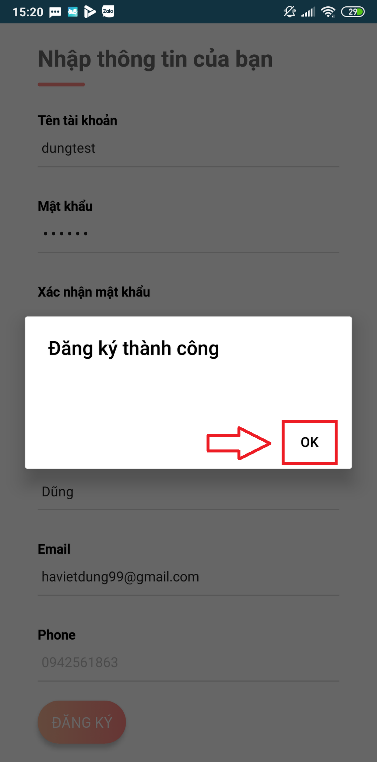 15:20
Zalo
29
Nhập thông tin của bạn
Tên tài khoản
dungtest
Mật khẩu
••••••
Xác nhận mật khẩu
Đăng ký thành công
OK
Dũng
Email
havietdung99@gmail.com
Phone
0942561863
ĐĂNG KÝ